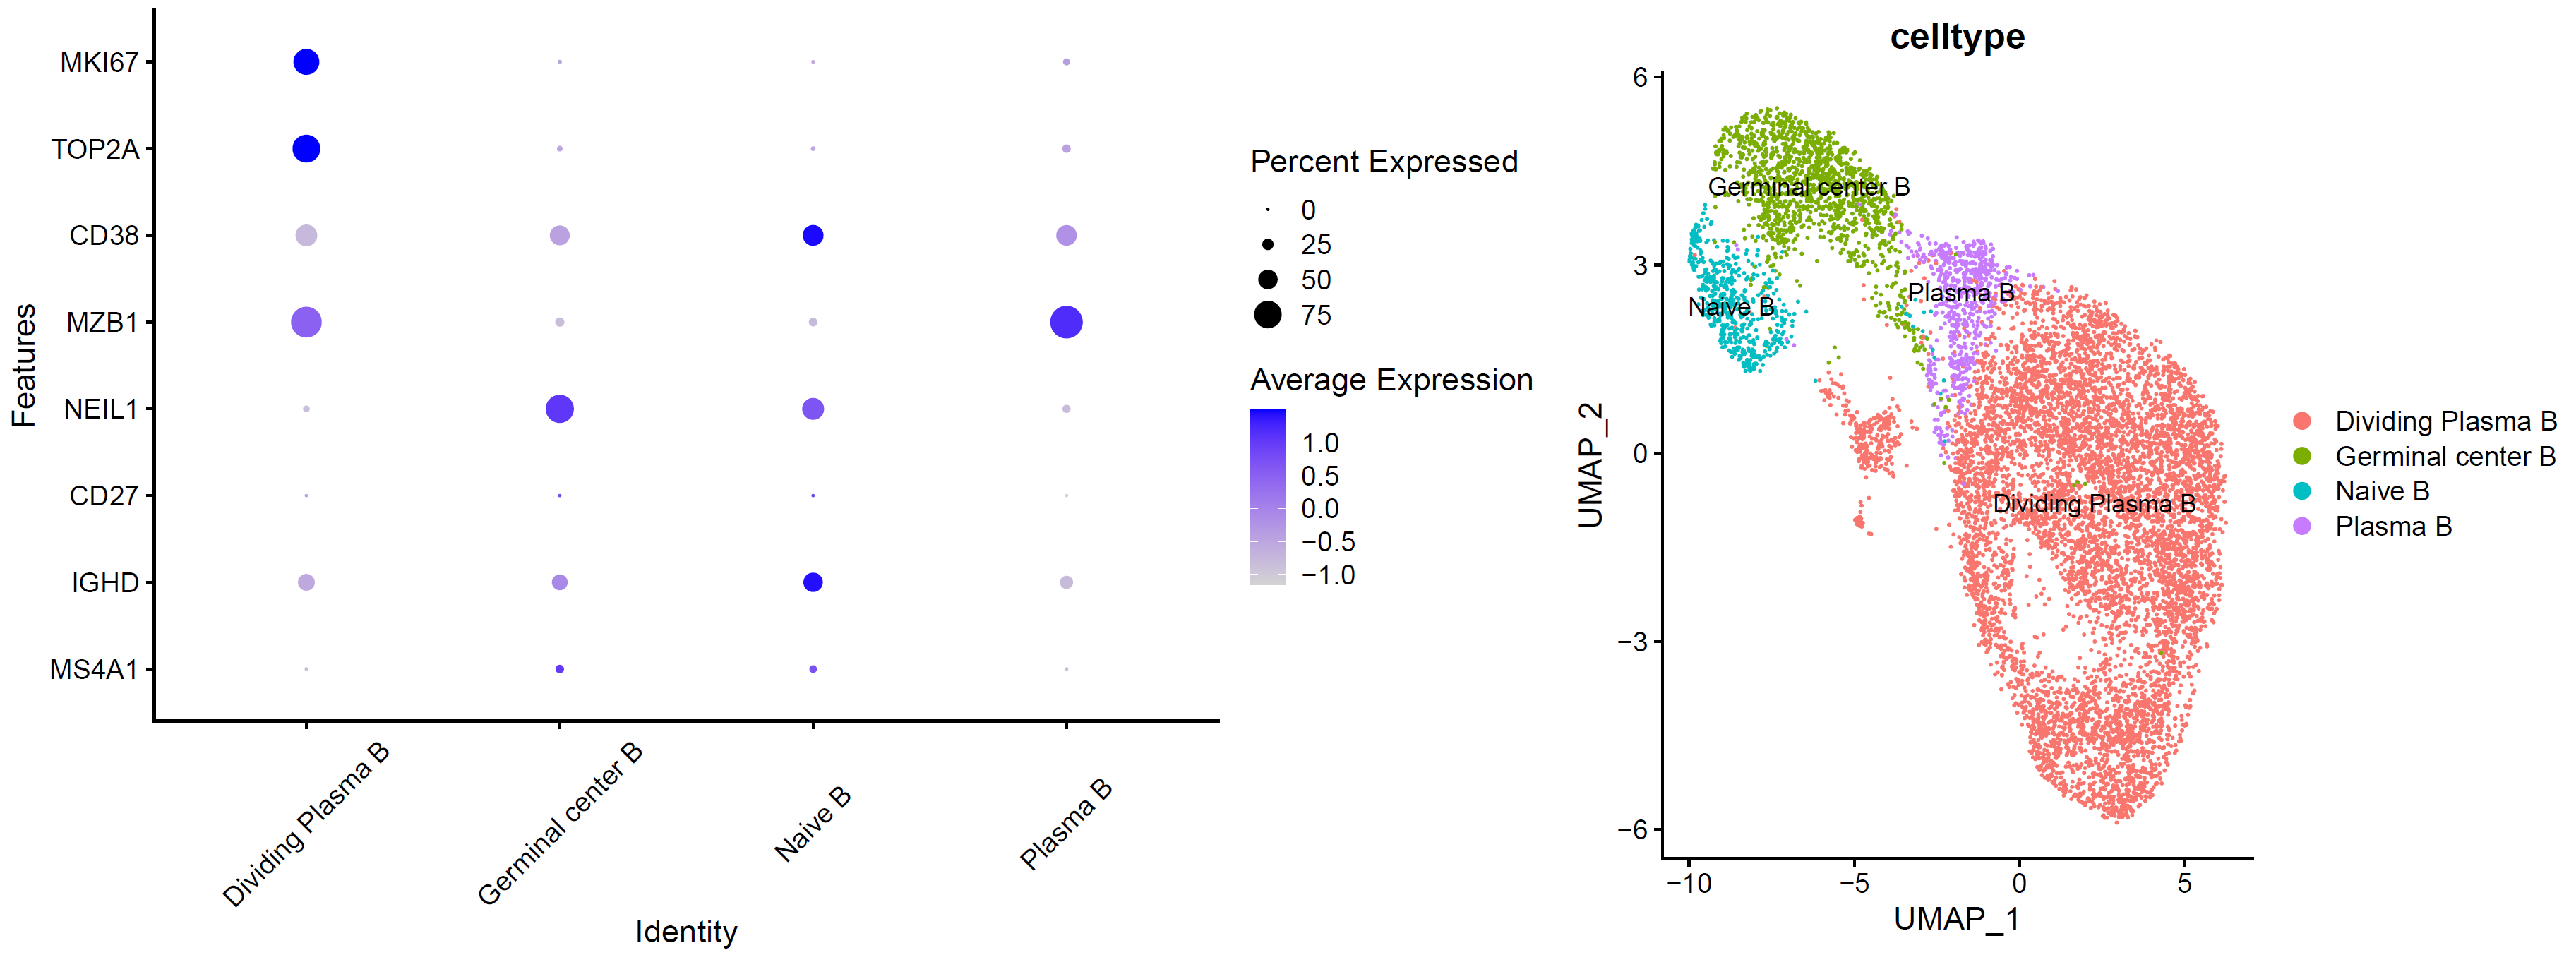 MKI67
TOP2A
CD38
MZB1
NEIL1
CD27
IGHD
MS4A1
Features
Dividing Plasma B
Germinal center B
Naive B
Plasma B
Identity
Percent Expressed
0
25
50
75
Average Expression
1.0
0.5
0.0
−0.5
−1.0
celltype
6
3
0
−3
−6
UMAP_2
Germinal center B
Plasma B
Naive B
Dividing Plasma B
−10
−5
0
5
UMAP_1
Dividing Plasma B
Germinal center B
Naive B
Plasma B